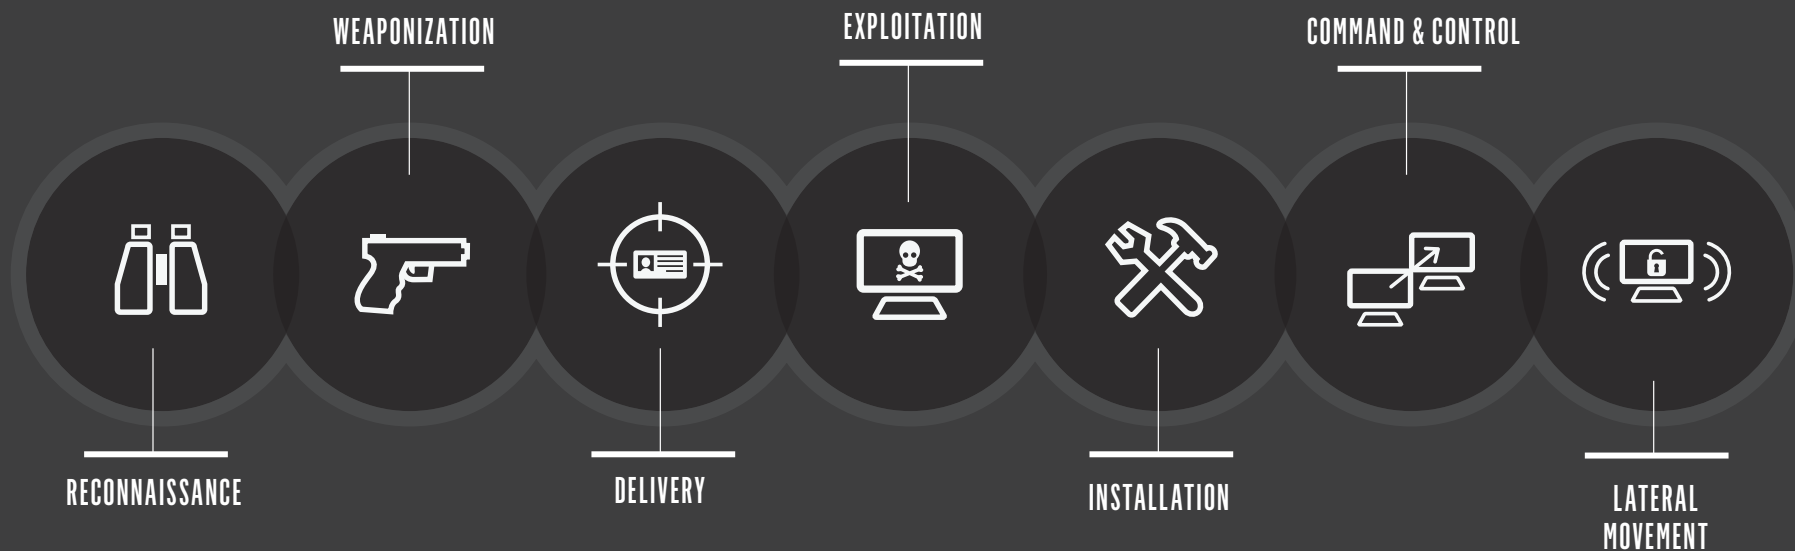 RECONNAISSANCE
WEAPONIZATION
DELIVERY
EXPLOITATION
INSTALLATION
COMMAND & CONTROL
LATERAL
MOVEMENT